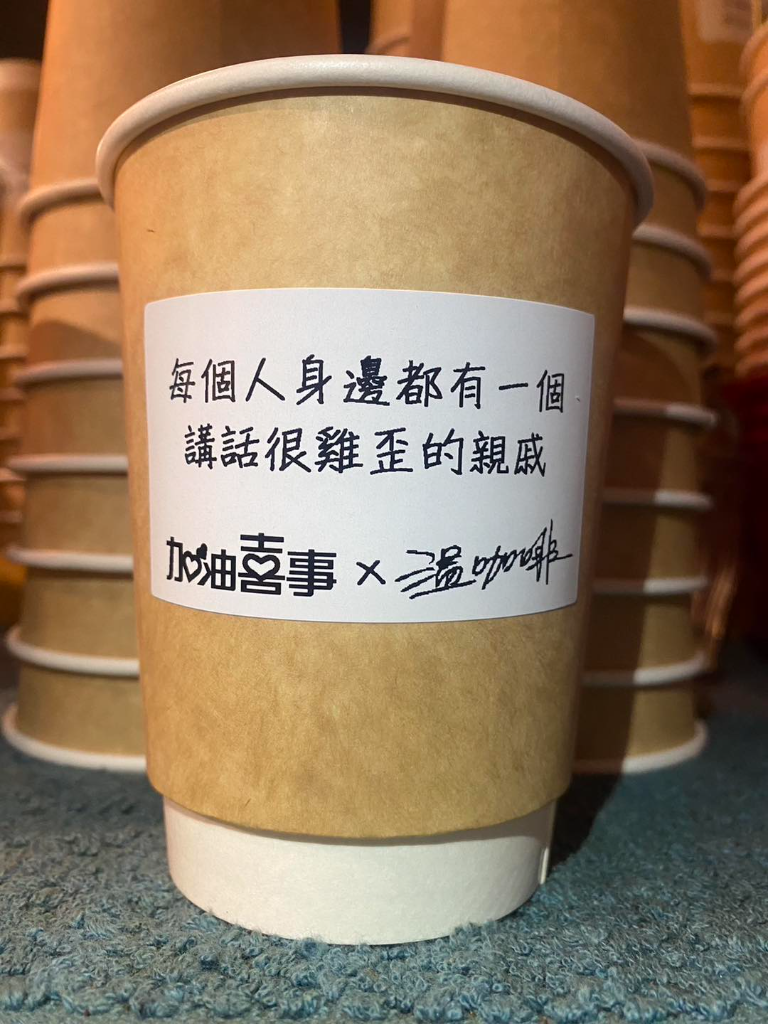 每個人身邊都有一個
講話很雞歪的親戚
加油喜事 × 溫咖啡